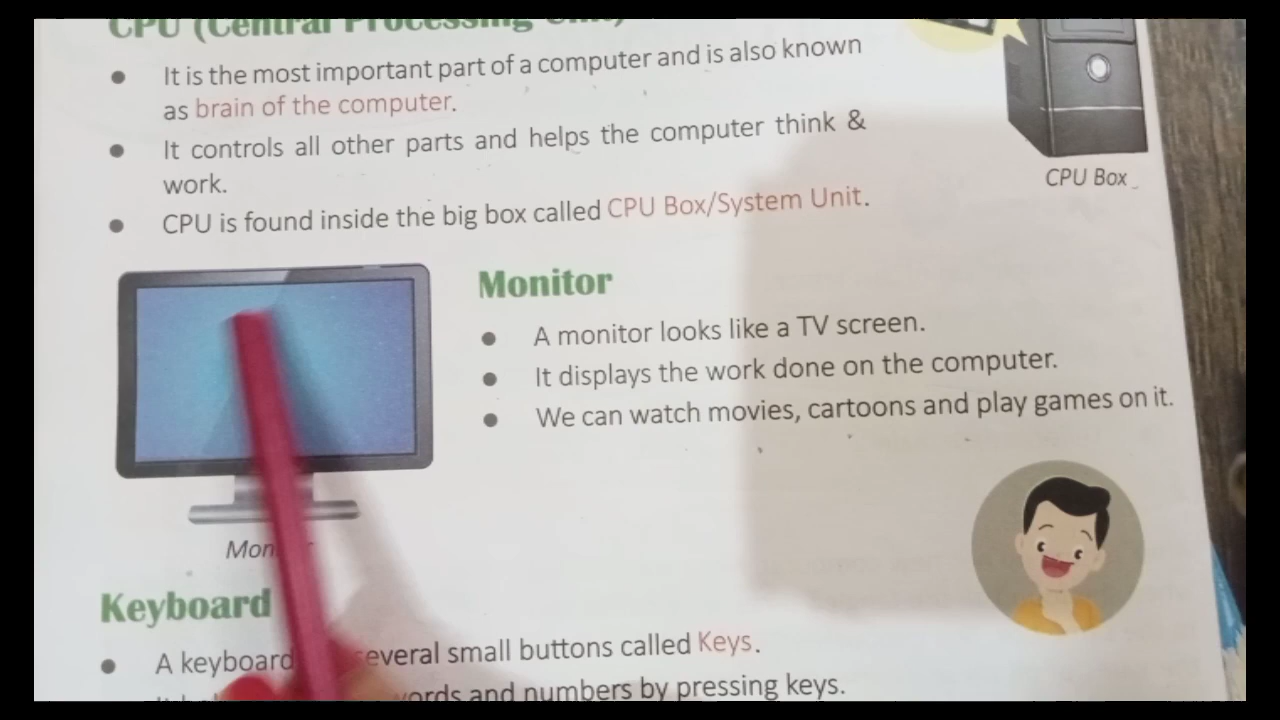 CPU (Central Processing Unit)
• It is the most important part of a computer and is also known
as brain of the computer.
• It controls all other parts and helps the computer think &
work.
• CPU is found inside the big box called CPU Box/System Unit.
CPU Box
Monitor
• A monitor looks like a TV screen.
• It displays the work done on the computer.
• We can watch movies, cartoons and play games on it.
Keyboard
• A keyboard several small buttons called Keys.
and numbers by pressing keys.